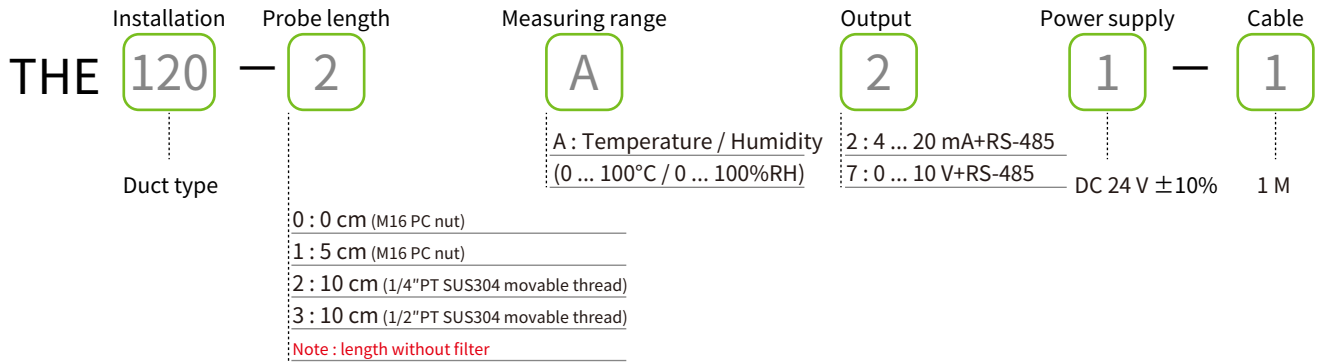 Installation Probe length Measuring range Output Power supply Cable
THE 120 — 2 A 2 1 — 1
A : Temperature / Humidity 2 : 4 ... 20 mA+RS-485
(0 ... 100°C / 0 ... 100%RH) 7 : 0 ... 10 V+RS-485
Duct type DC 24 V ±10% 1 M
0 : 0 cm (M16 PC nut)
1 : 5 cm (M16 PC nut)
2 : 10 cm (1/4"PT SUS304 movable thread)
3 : 10 cm (1/2"PT SUS304 movable thread)
Note : length without filter